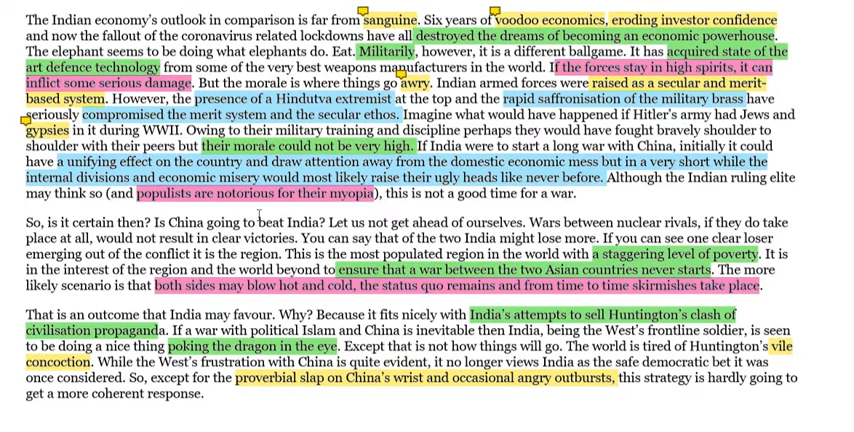 The Indian economy's outlook in comparison is far from sanguine. Six years of voodoo economics, eroding investor confidence
and now the fallout of the coronavirus related lockdowns have all destroyed the dreams of becoming an economic powerhouse.
The elephant seems to be doing what elephants do. Eat. Militarily, however, it is a different ballgame. It has acquired state of the
art defence technology from some of the very best weapons manufacturers in the world. If the forces stay in high spirits, it can
inflict some serious damage. But the morale is where things go awry. Indian armed forces were raised as a secular and merit-
based system. However, the presence of a Hindutva extremist at the top and the rapid saffronisation of the military brass have
seriously compromised the merit system and the secular ethos. Imagine what would have happened if Hitler's army had Jews and
gypsies in it during WWII. Owing to their military training and discipline perhaps they would have fought bravely shoulder to
shoulder with their peers but their morale could not be very high. If India were to start a long war with China, initially it could
have a unifying effect on the country and draw attention away from the domestic economic mess but in a very short while the
internal divisions and economic misery would most likely raise their ugly heads like never before. Although the Indian ruling elite
may think so (and populists are notorious for their myopia), this is not a good time for a war.
So, is it certain then? Is China going to beat India? Let us not get ahead of ourselves. Wars between nuclear rivals, if they do take
place at all, would not result in clear victories. You can say that of the two India might lose more. If you can see one clear loser
emerging out of the conflict it is the region. This is the most populated region in the world with a staggering level of poverty. It is
in the interest of the region and the world beyond to ensure that a war between the two Asian countries never starts. The more
likely scenario is that both sides may blow hot and cold, the status quo remains and from time to time skirmishes take place.
That is an outcome that India may favour. Why? Because it fits nicely with India's attempts to sell Huntington's clash of
civilisation propaganda. If a war with political Islam and China is inevitable then India, being the West's frontline soldier, is seen
to be doing a nice thing poking the dragon in the eye. Except that is not how things will go. The world is tired of Huntington's vile
concoction. While the West's frustration with China is quite evident, it no longer views India as the safe democratic bet it was
once considered. So, except for the proverbial slap on China's wrist and occasional angry outbursts, this strategy is hardly going to
get a more coherent response.